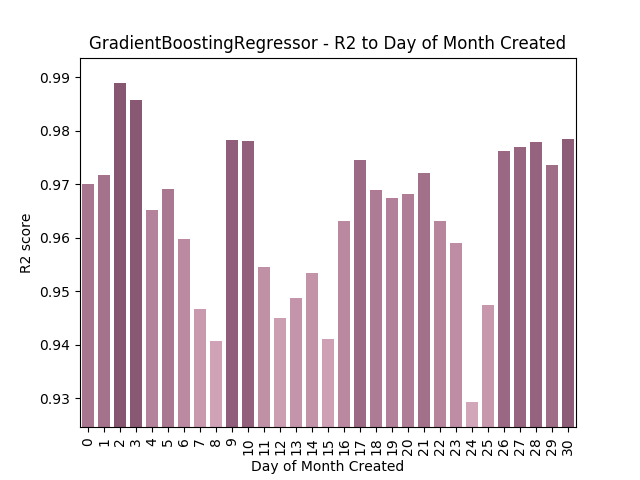 GradientBoostingRegressor - R2 to Day of Month Created
0.99
0.98
0.97
0.96
0.95
0.94
0.93
R2 score
0 1 2 3 4 5 6 7 8 9 10 11 12 13 14 15 16 17 18 19 20 21 22 23 24 25 26 27 28 29 30
Day of Month Created